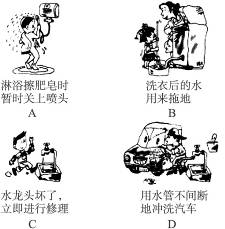 淋浴擦肥皂时
暂时关上喷头
A
洗衣后的水
用来拖地
B
水龙头坏了，
立即进行修理
C
用水管不间断
地冲洗汽车
D